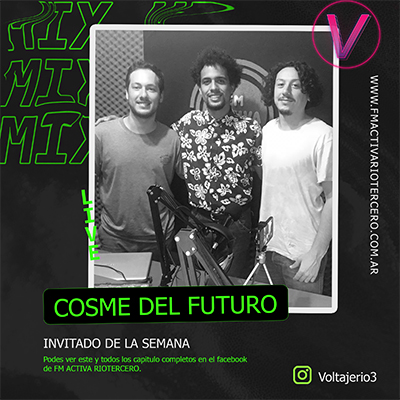 MIX
MIX
MIX
V
WWW.FMACTIVARIOTERCERO.COM.AR
FM
LIVE
COSME DEL FUTURO
INVITADO DE LA SEMANA
Podes ver este y todos los capitulo completos en el facebook
de FM ACTIVA RIOTERCERO.
Voltajerio3